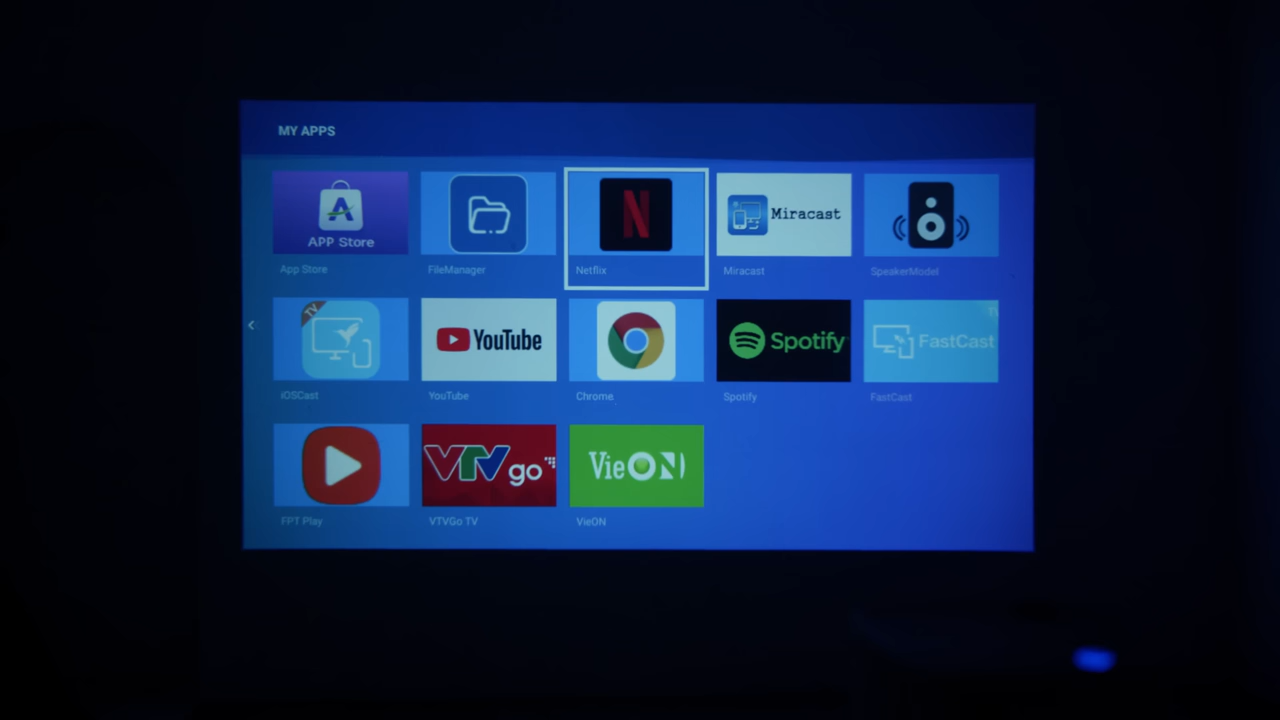 MY APPS
A
APP Store
App Store
FileManager
N
Netflix
Miracast
Miracast
SpeakerModel
TV
iOSCast
YouTube
YouTube
Chrome
Spotify
Spotify
FastCast
FastCast
FPT Play
VTV go
VTVGo TV
VieON
VieON